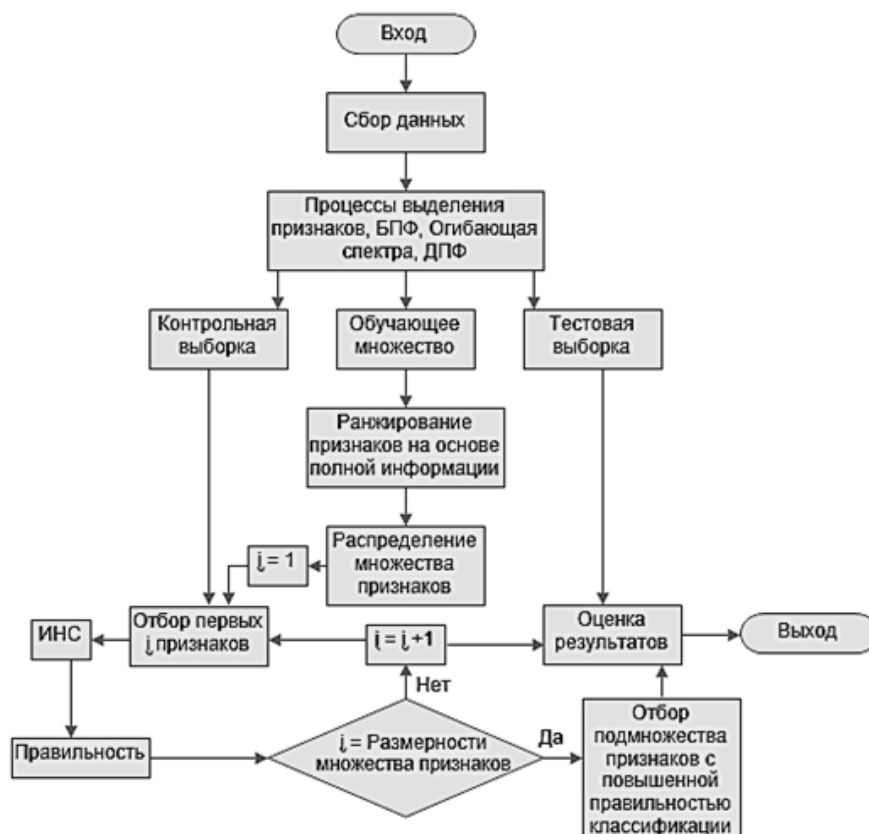 Вход
Сбор данных
Процессы выделения
признаков, БПФ, Огибающая
спектра, ДПФ
Контрольная
выборка
Обучающее
множество
Тестовая
выборка
Ранжирование
признаков на основе
полной информации
Распределение
множества
признаков
i = 1
Отбор первых
i признаков
ИНС
i = i +1
Оценка
результатов
Выход
Нет
Правильность
i = Размерности
множества признаков
Да
Отбор
подмножества
признаков с
повышенной
правильностью
классификации